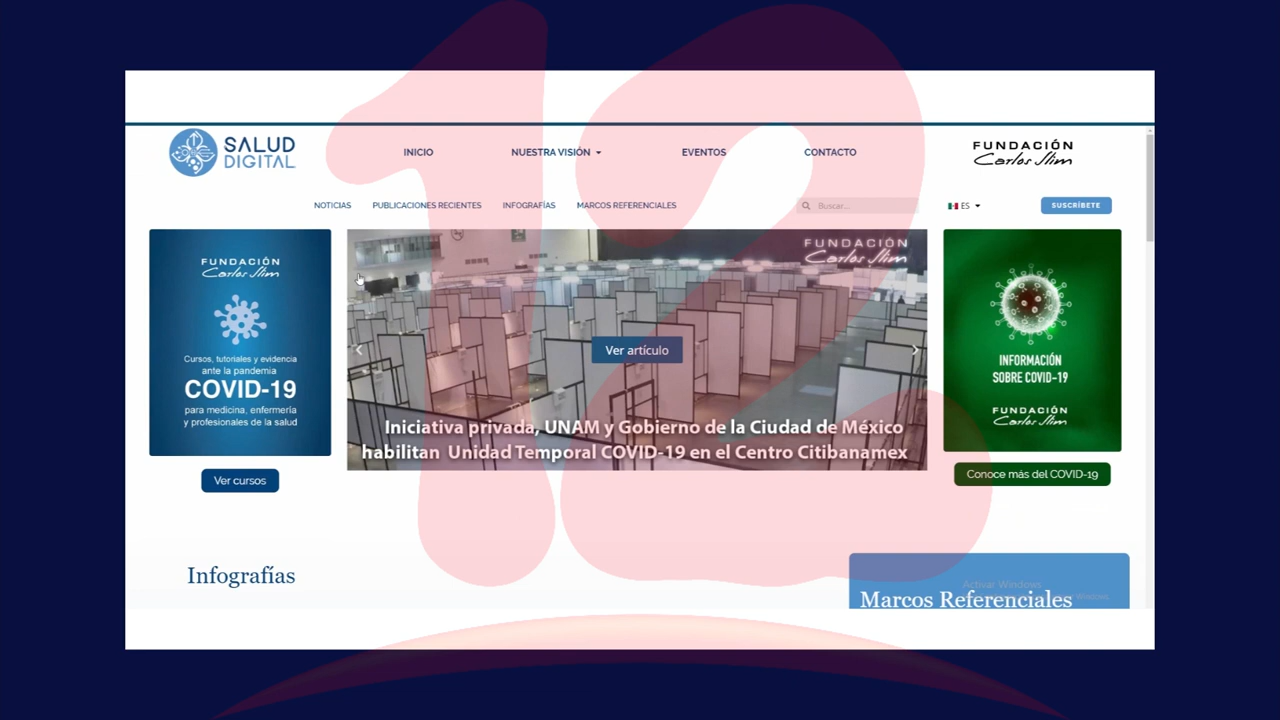 SALUD
DIGITAL
INICIO
NUESTRA VISIÓN
EVENTOS
CONTACTO
FUNDACIÓN
Carlos Slim
NOTICIAS
PUBLICACIONES RECIENTES
INFOGRAFÍAS
MARCOS REFERENCIALES
Buscar...
ES
SUSCRÍBETE
FUNDACIÓN
Carlos Slim
Cursos, tutoriales y evidencia
ante la pandemia
COVID-19
para medicina, enfermería
y profesionales de la salud
Ver cursos
FUNDACIÓN
Carlos Slim
Ver artículo
Iniciativa privada, UNAM y Gobierno de la Ciudad de México
habilitan Unidad Temporal COVID-19 en el Centro Citibanamex
INFORMACIÓN
SOBRE COVID-19
FUNDACIÓN
Carlos Slim
Conoce más del COVID-19
Infografías
Activar Windows
Marcos Referenciales
12